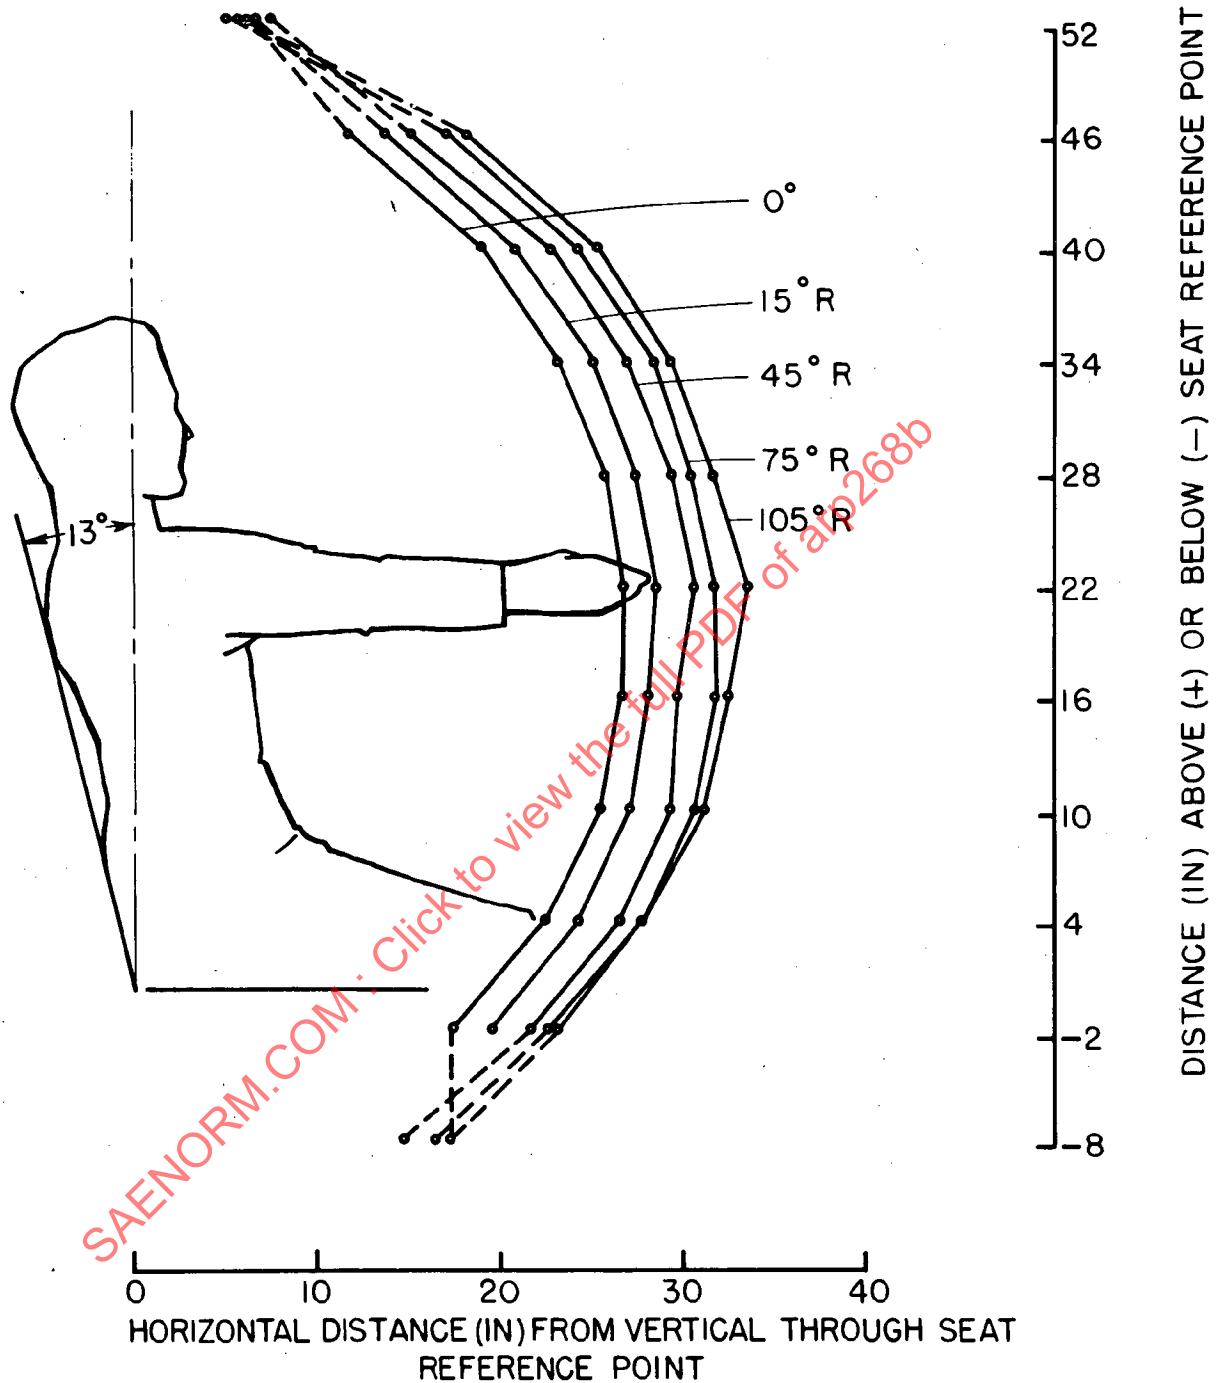 52
46
40
34
28
22
16
10
4
-2
-8
DISTANCE (IN) ABOVE (+) OR BELOW (—) SEAT REFERENCE POINT
0°
15° R
45° R
75° R
105° R
13°
SAENORM.COM : Click to view the full PDF of arp268b
0 10 20 30 40
HORIZONTAL DISTANCE (IN) FROM VERTICAL THROUGH SEAT
REFERENCE POINT